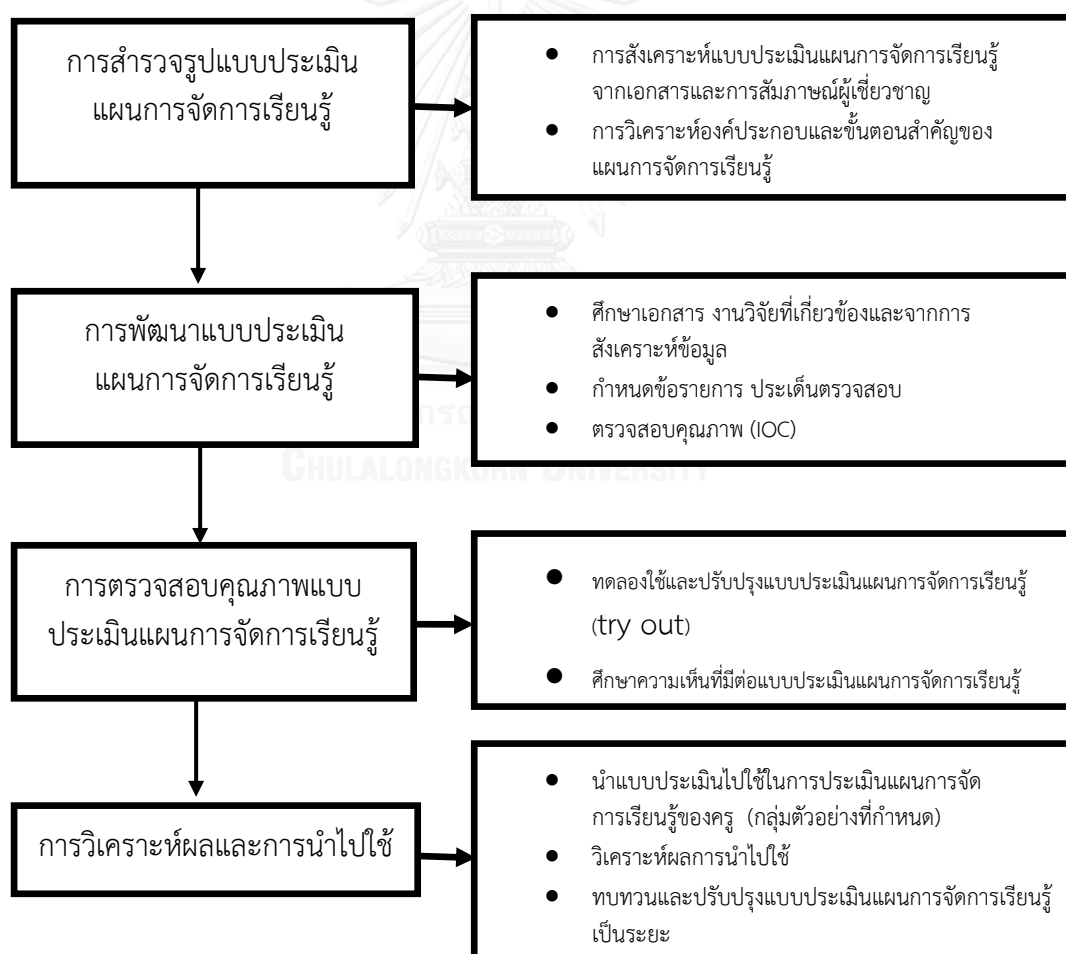 การสำรวจรูปแบบประเมิน
แผนการจัดการเรียนรู้
● การสังเคราะห์แบบประเมินแผนการจัดการเรียนรู้
จากเอกสารและการสัมภาษณ์ผู้เชี่ยวชาญ
● การวิเคราะห์องค์ประกอบและขั้นตอนสำคัญของ
แผนการจัดการเรียนรู้
การพัฒนาแบบประเมิน
แผนการจัดการเรียนรู้
● ศึกษาเอกสาร งานวิจัยที่เกี่ยวข้องและจากการ
สังเคราะห์ข้อมูล
● กำหนดข้อรายการ ประเด็นตรวจสอบ
● ตรวจสอบคุณภาพ (IOC)
CHULALONGKORN UNIVERSITY
การตรวจสอบคุณภาพแบบ
ประเมินแผนการจัดการเรียนรู้
● ทดลองใช้และปรับปรุงแบบประเมินแผนการจัดการเรียนรู้
(try out)
● ศึกษาความเห็นที่มีต่อแบบประเมินแผนการจัดการเรียนรู้
การวิเคราะห์ผลและการนำไปใช้
● นำแบบประเมินไปใช้ในการประเมินแผนการจัด
การเรียนรู้ของครู (กลุ่มตัวอย่างที่กำหนด)
● วิเคราะห์ผลการนำไปใช้
● ทบทวนและปรับปรุงแบบประเมินแผนการจัดการเรียนรู้
เป็นระยะ